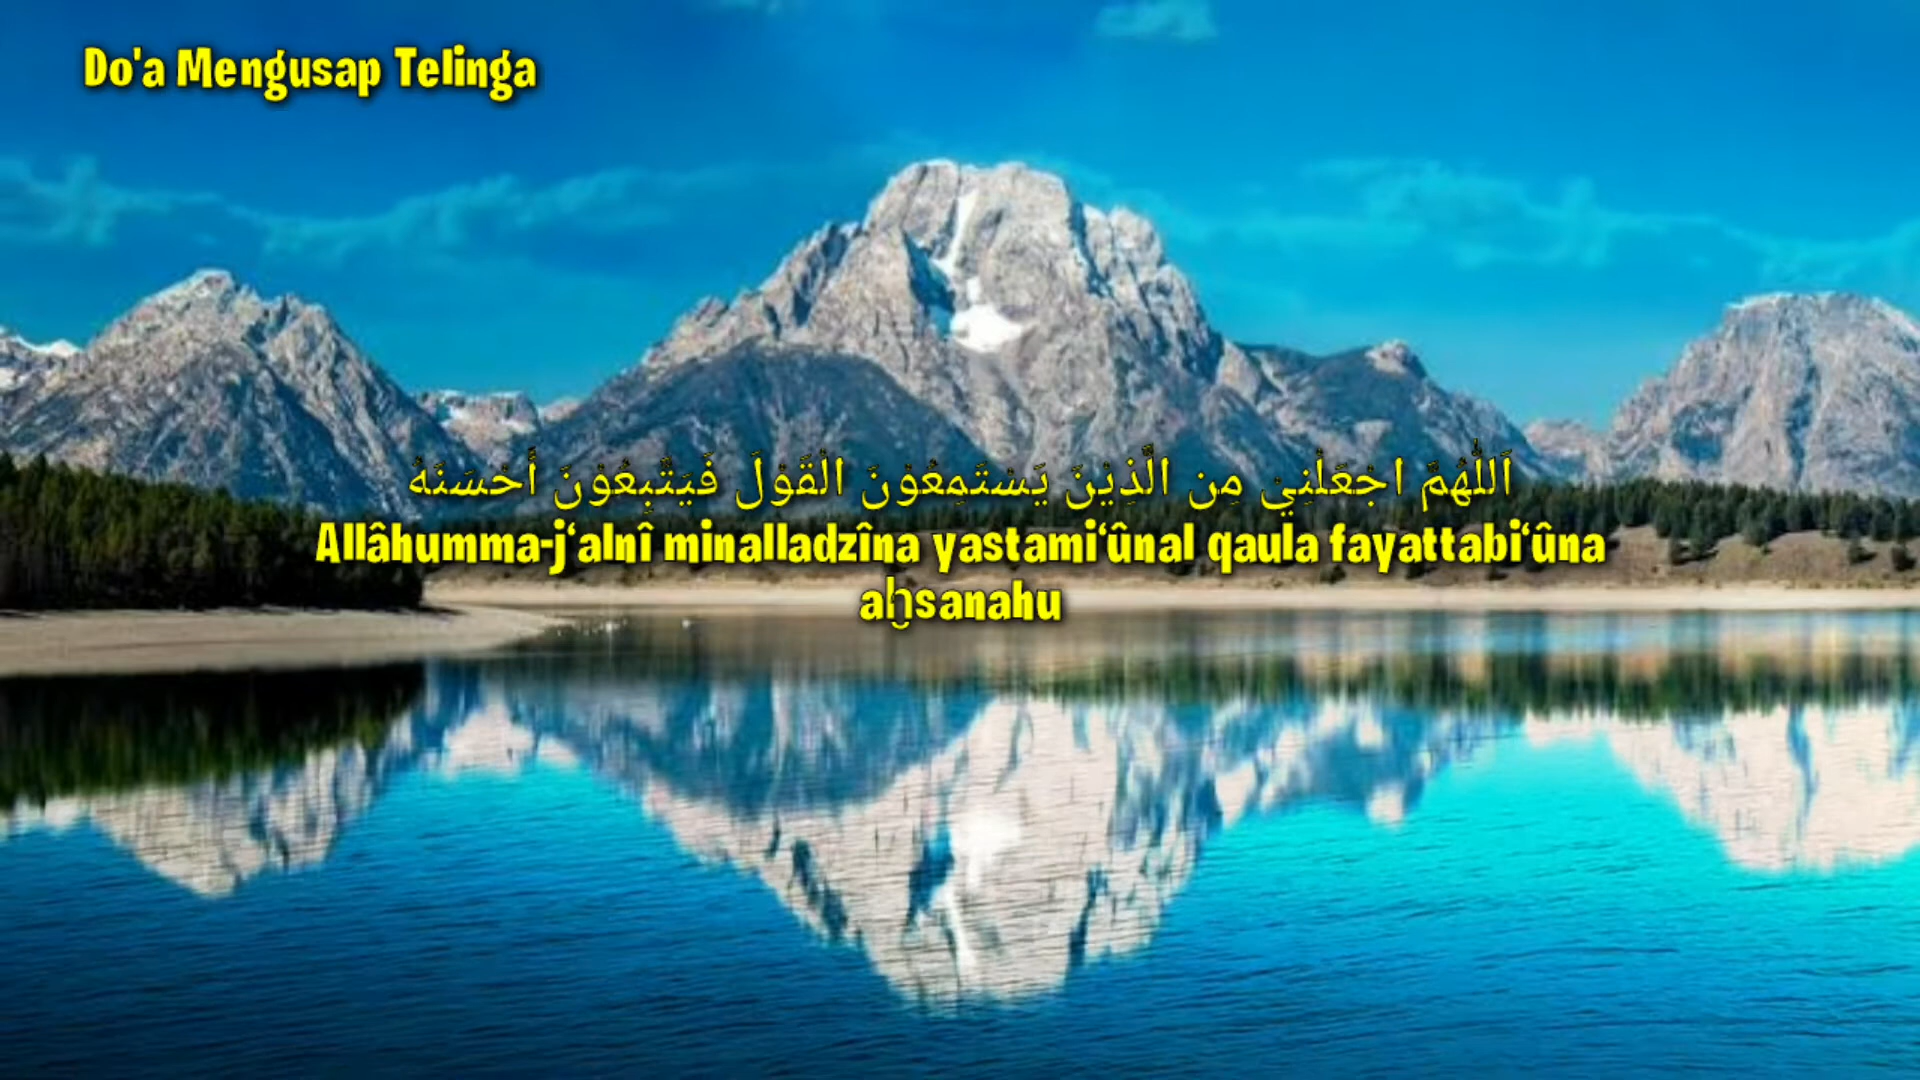 Do'a Mengusap Telinga
اَللّٰهُمَّ اجْعَلْنِيْ مِن الَّذِيْنَ يَسْتَمِعُوْنَ الْقَوْلَ فَيَتَّبِعُوْنَ أَحْسَنَهُ
Allâhumma-j‘alnî minalladzîna yastami‘ûnal qaula fayattabi‘ûna
aḫsanahu